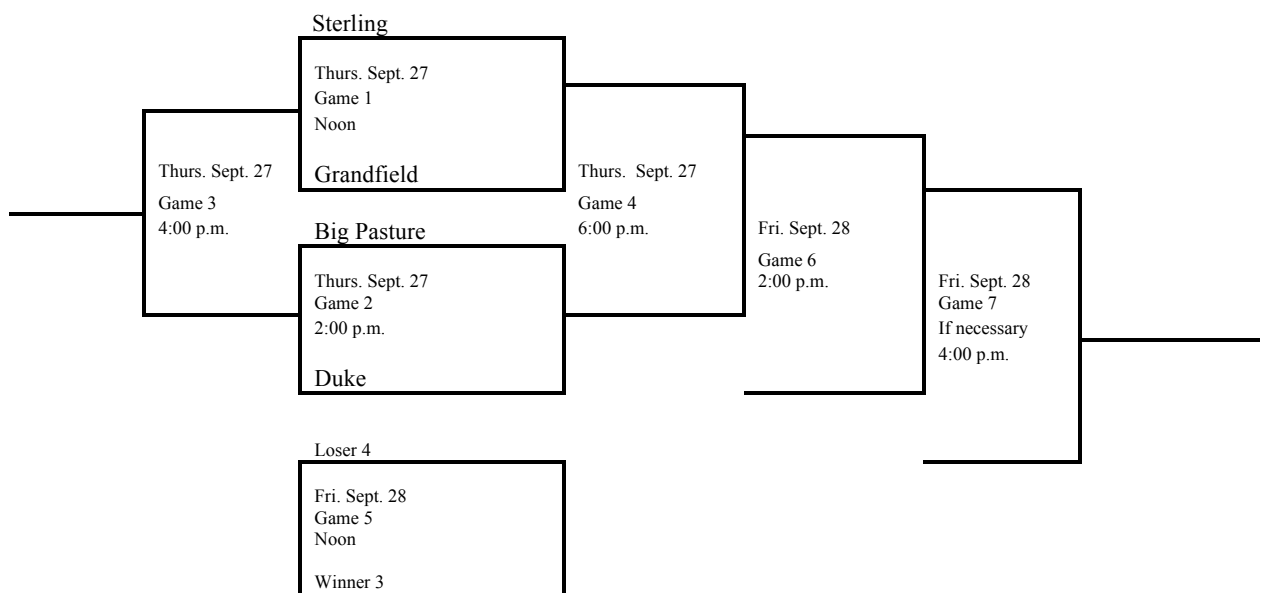 Sterling
Thurs. Sept. 27
Game 1
Noon
Grandfield
Thurs. Sept. 27
Game 3
4:00 p.m.
Thurs. Sept. 27
Game 4
6:00 p.m.
Big Pasture
Thurs. Sept. 27
Game 2
2:00 p.m.
Duke
Fri. Sept. 28
Game 6
2:00 p.m.
Fri. Sept. 28
Game 7
If necessary
4:00 p.m.
Loser 4
Fri. Sept. 28
Game 5
Noon
Winner 3